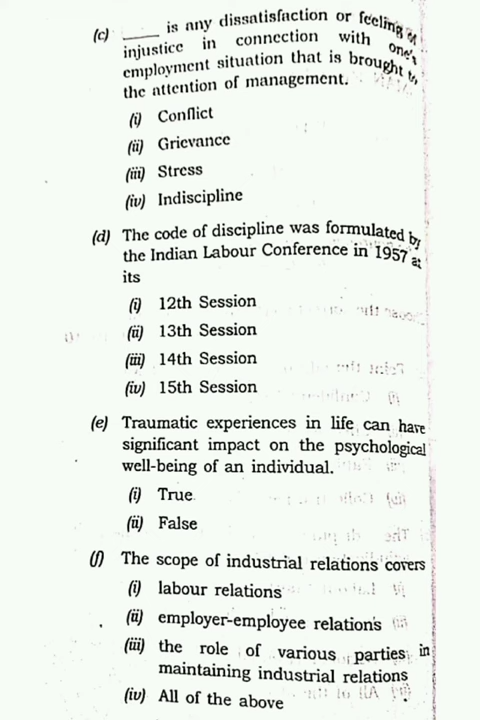 (c) _____ is any dissatisfaction or feeling of
injustice in connection with one's
employment situation that is brought to
the attention of management.
(i) Conflict
(ii) Grievance
(iii) Stress
(iv) Indiscipline
(d) The code of discipline was formulated by
the Indian Labour Conference in 1957 at
its
(i) 12th Session
(ii) 13th Session
(iii) 14th Session
(iv) 15th Session
(e) Traumatic experiences in life can have
significant impact on the psychological
well-being of an individual.
(i) True
(ii) False
(f) The scope of industrial relations covers
(i) labour relations
(ii) employer-employee relations
(iii) the role of various parties in
maintaining industrial relations
(iv) All of the above